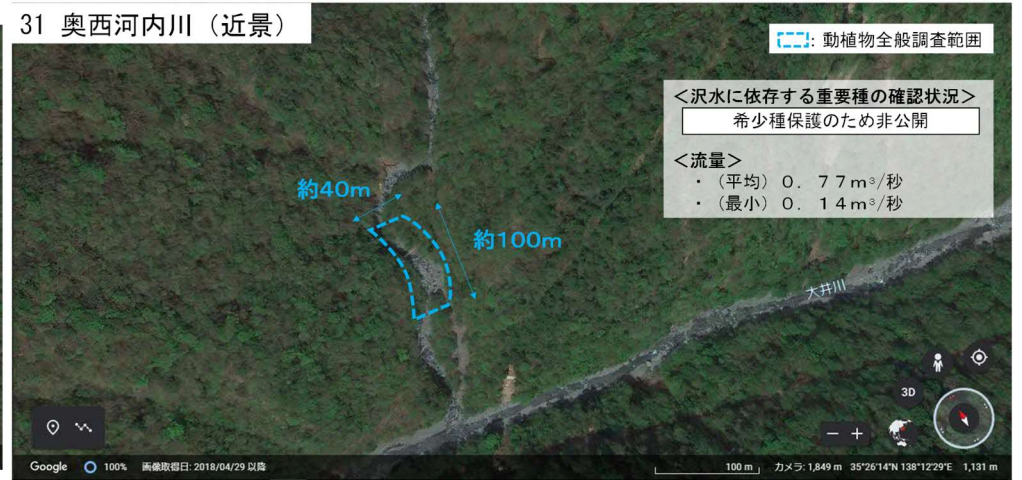 31 奥西河内川（近景）
: 動植物全般調査範囲
＜沢水に依存する重要種の確認状況＞
希少種保護のため非公開
＜流量＞
・（平均）０．７７ｍ³/秒
・（最小）０．１４ｍ³/秒
約40m
約100m
大井川
3D
Google 100% 画像取得日: 2018/04/29 以降 100 m カメラ: 1,849 m 35°26'14"N 138°12'29"E 1,131 m